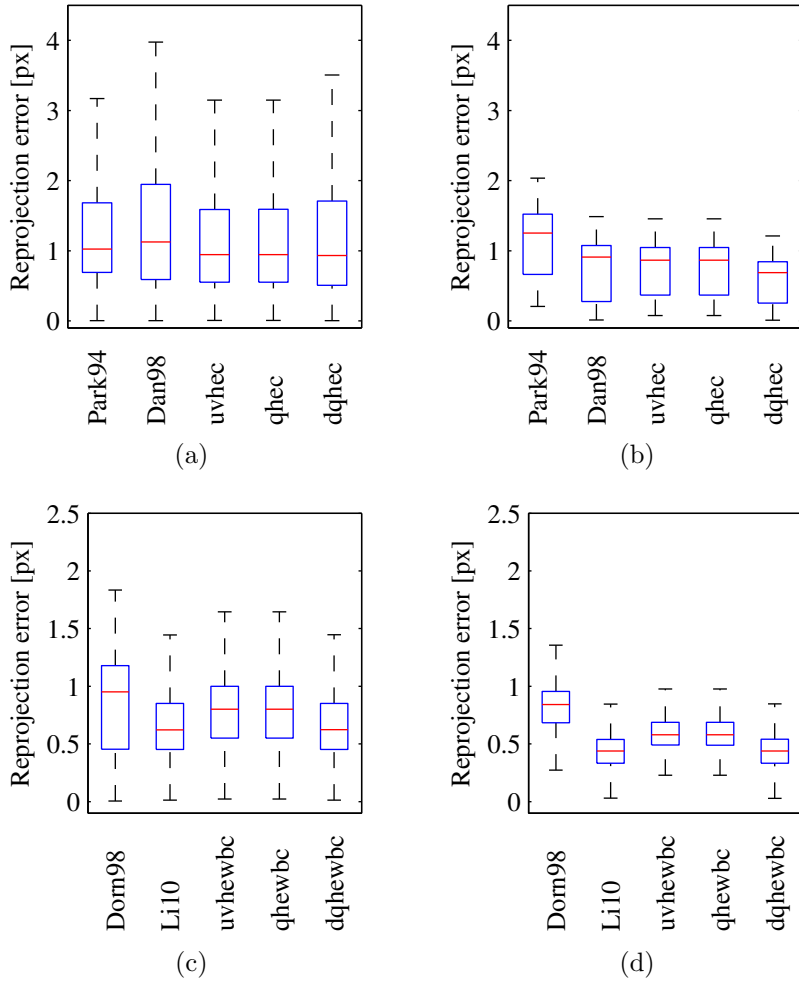 Reprojection error [px]
4
3
2
1
0
Park94
Dan98
uvhec
qhec
dqhec
(a)
Reprojection error [px]
4
3
2
1
0
Park94
Dan98
uvhec
qhec
dqhec
(b)
Reprojection error [px]
2.5
2
1.5
1
0.5
0
Dorn98
Li10
uvhewbc
qhewbc
dqhewbc
(c)
Reprojection error [px]
2.5
2
1.5
1
0.5
0
Dorn98
Li10
uvhewbc
qhewbc
dqhewbc
(d)